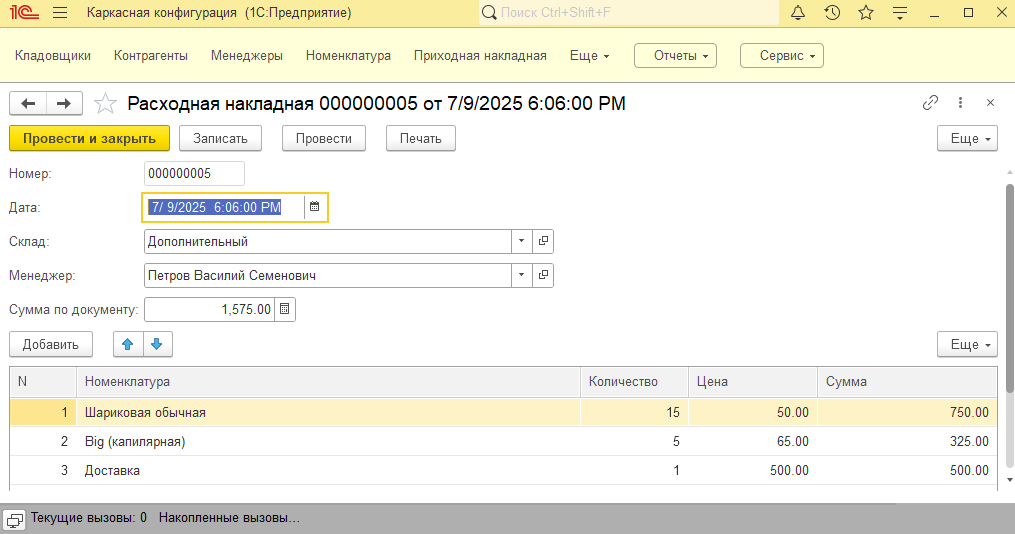 1С Каркасная конфигурация (1С:Предприятие) Поиск Ctrl+Shift+F
Кладовщики Контрагенты Менеджеры Номенклатура Приходная накладная Еще Отчеты Сервис
Расходная накладная 000000005 от 7/9/2025 6:06:00 PM
Провести и закрыть Записать Провести Печать Еще
Номер: 000000005
Дата: 7/ 9/2025 6:06:00 PM
Склад: Дополнительный
Менеджер: Петров Василий Семенович
Сумма по документу: 1,575.00
Добавить Еще
N Номенклатура Количество Цена Сумма
1 Шариковая обычная 15 50.00 750.00
2 Big (капилярная) 5 65.00 325.00
3 Доставка 1 500.00 500.00
Текущие вызовы: 0 Накопленные вызовы...